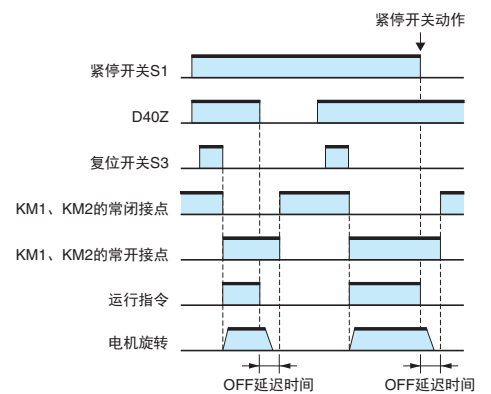 紧停开关动作
紧停开关S1
D40Z
复位开关S3
KM1、KM2的常闭接点
KM1、KM2的常开接点
运行指令
电机旋转
OFF延迟时间
OFF延迟时间